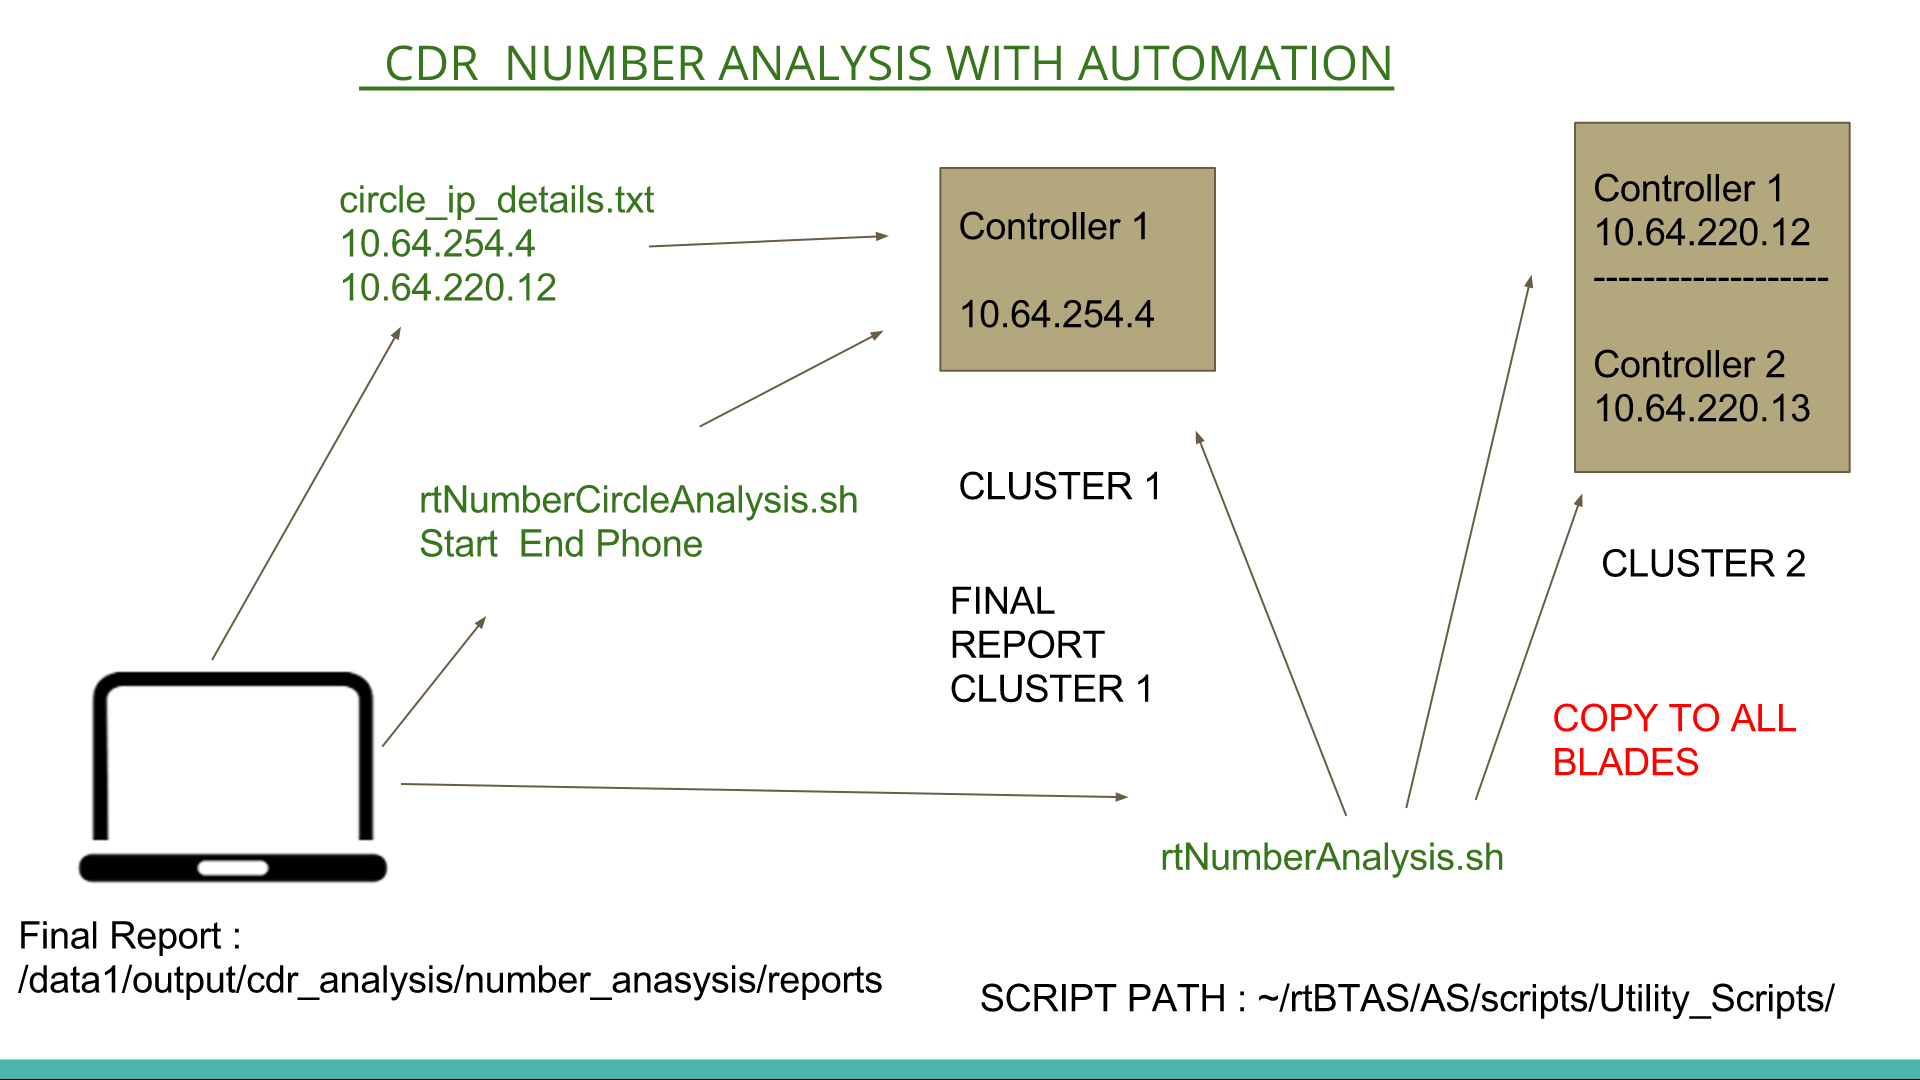 CDR  NUMBER ANALYSIS WITH AUTOMATION
circle_ip_details.txt
10.64.254.4
10.64.220.12
Controller 1
10.64.254.4
CLUSTER 1
Controller 1
10.64.220.12
-------------------
Controller 2
10.64.220.13
CLUSTER 2
rtNumberCircleAnalysis.sh
Start  End Phone
FINAL
REPORT
CLUSTER 1
COPY TO ALL
BLADES
rtNumberAnalysis.sh
Final Report :
/data1/output/cdr_analysis/number_anasysis/reports
SCRIPT PATH : ~/rtBTAS/AS/scripts/Utility_Scripts/